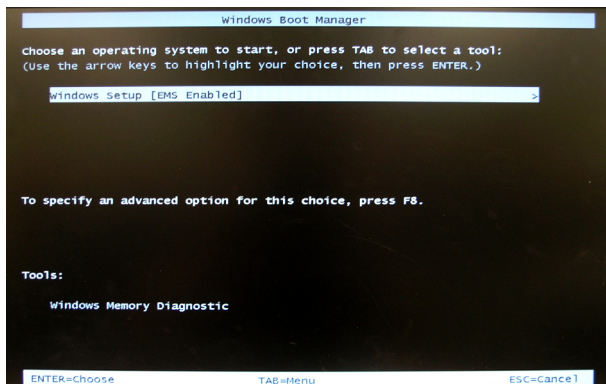 Windows Boot Manager
Choose an operating system to start, or press TAB to select a tool:
(Use the arrow keys to highlight your choice, then press ENTER.)
Windows Setup [EMS Enabled] >
To specify an advanced option for this choice, press F8.
Tools:
Windows Memory Diagnostic
ENTER=Choose TAB=Menu ESC=Cancel